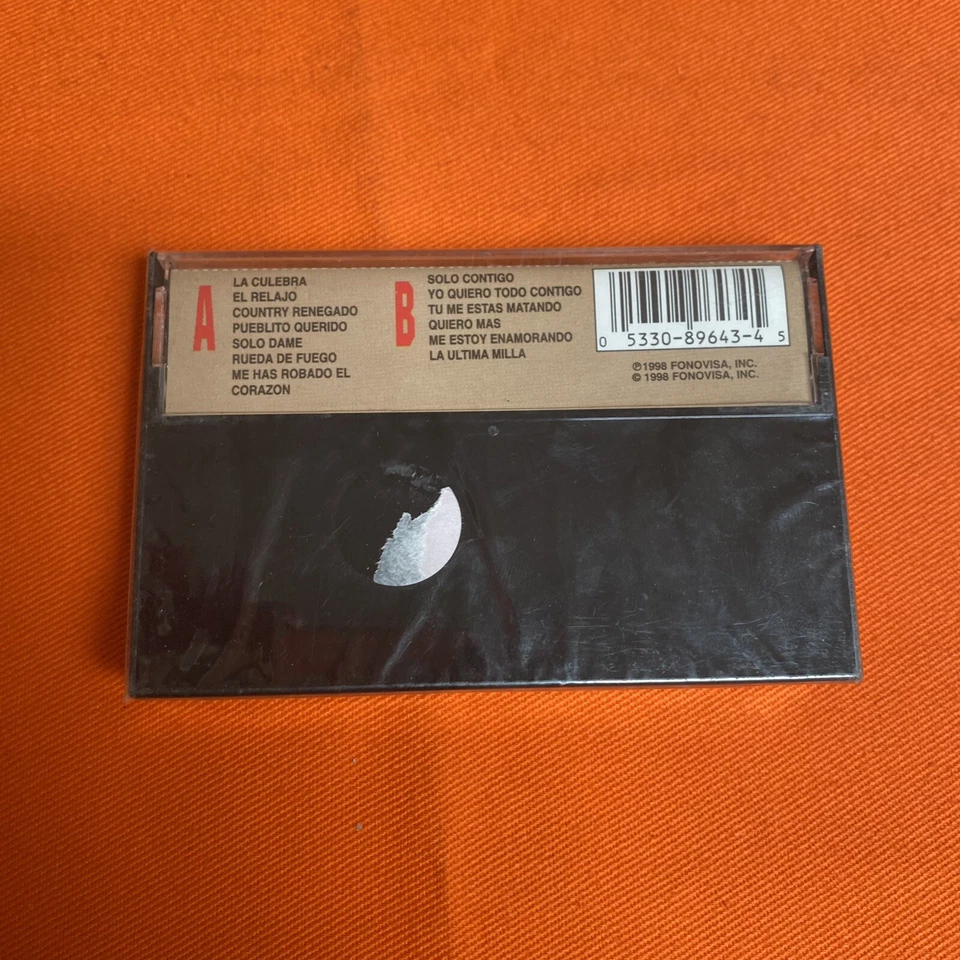 A
LA CULEBRA
EL RELAJO
COUNTRY RENEGADO
PUEBLITO QUERIDO
SOLO DAME
RUEDA DE FUEGO
ME HAS ROBADO EL
CORAZON
B
SOLO CONTIGO
YO QUIERO TODO CONTIGO
TU ME ESTAS MATANDO
QUIERO MAS
ME ESTOY ENAMORANDO
LA ULTIMA MILLA
0 5330-89643-4 5
℗1998 FONOVISA, INC.
© 1998 FONOVISA, INC.